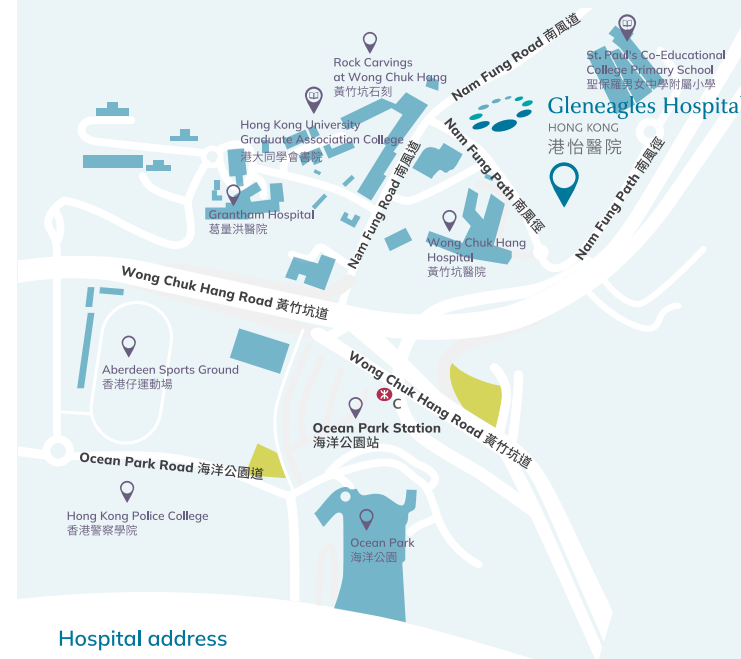 Nam Fung Road 南風道
St. Paul's Co-Educational
College Primary School
聖保羅男女中學附屬小學
Rock Carvings
at Wong Chuk Hang
黃竹坑石刻
Gleneagles Hospital
HONG KONG
港怡醫院
Hong Kong University
Graduate Association College
港大同學會書院
Nam Fung Path 南風徑
Nam Fung Road 南風道
Nam Fung Path 南風徑
Grantham Hospital
葛量洪醫院
Wong Chuk Hang
Hospital
黃竹坑醫院
Wong Chuk Hang Road 黃竹坑道
Aberdeen Sports Ground
香港仔運動場
Wong Chuk Hang Road 黃竹坑道
C
Ocean Park Station
海洋公園站
Ocean Park Road 海洋公園道
Hong Kong Police College
香港警察學院
Ocean Park
海洋公園
Hospital address